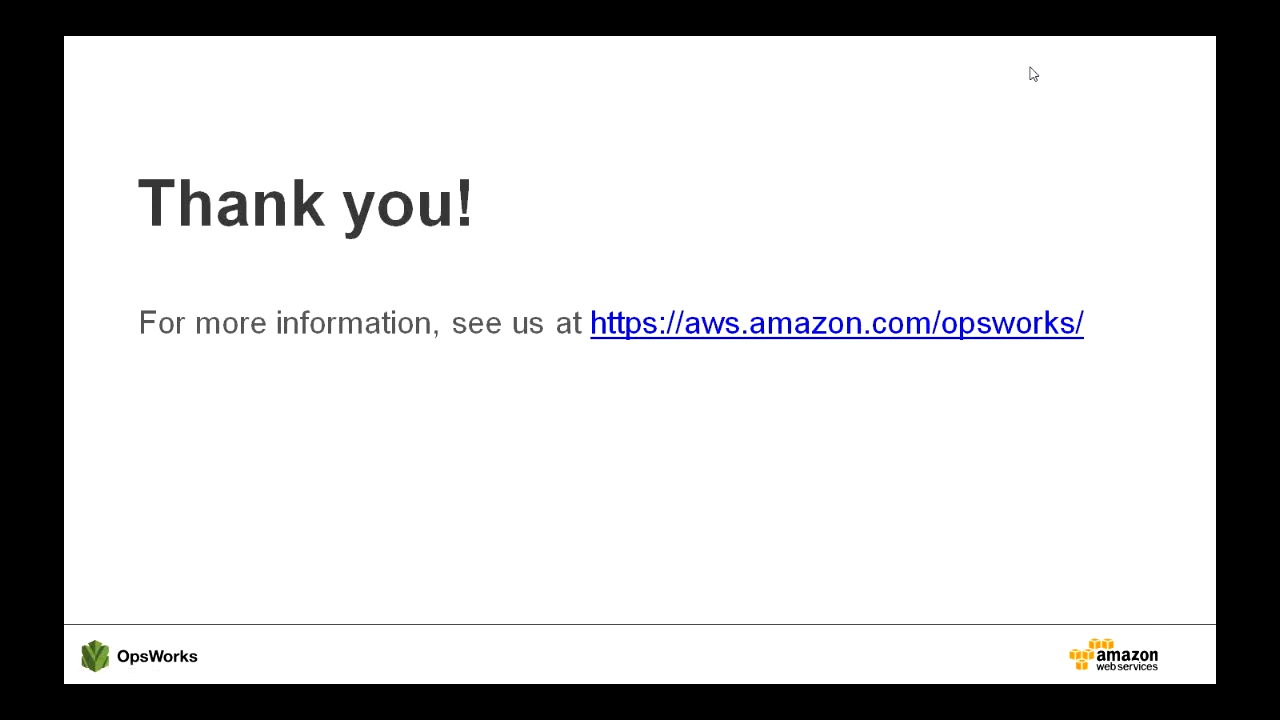 Thank you!
For more information, see us at https://aws.amazon.com/opsworks/
OpsWorks
amazon
web services